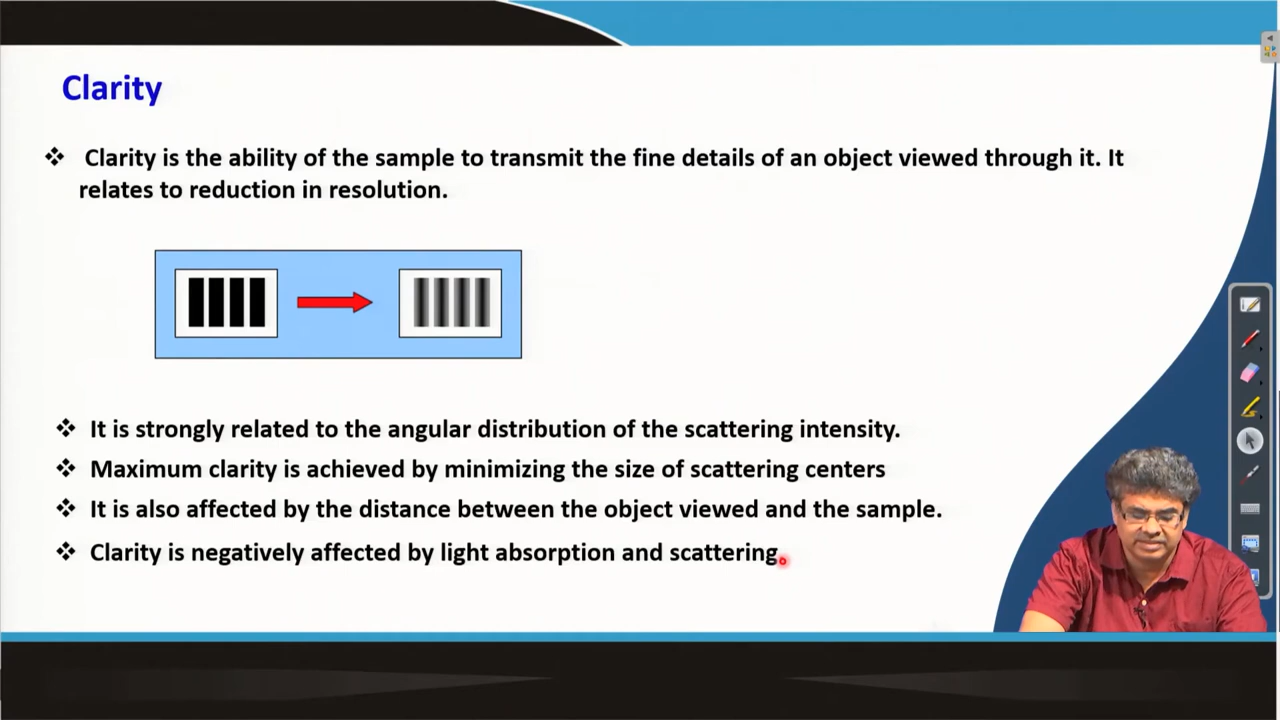 Clarity
❖ Clarity is the ability of the sample to transmit the fine details of an object viewed through it. It
relates to reduction in resolution.
❖ It is strongly related to the angular distribution of the scattering intensity.
❖ Maximum clarity is achieved by minimizing the size of scattering centers
❖ It is also affected by the distance between the object viewed and the sample.
❖ Clarity is negatively affected by light absorption and scattering.